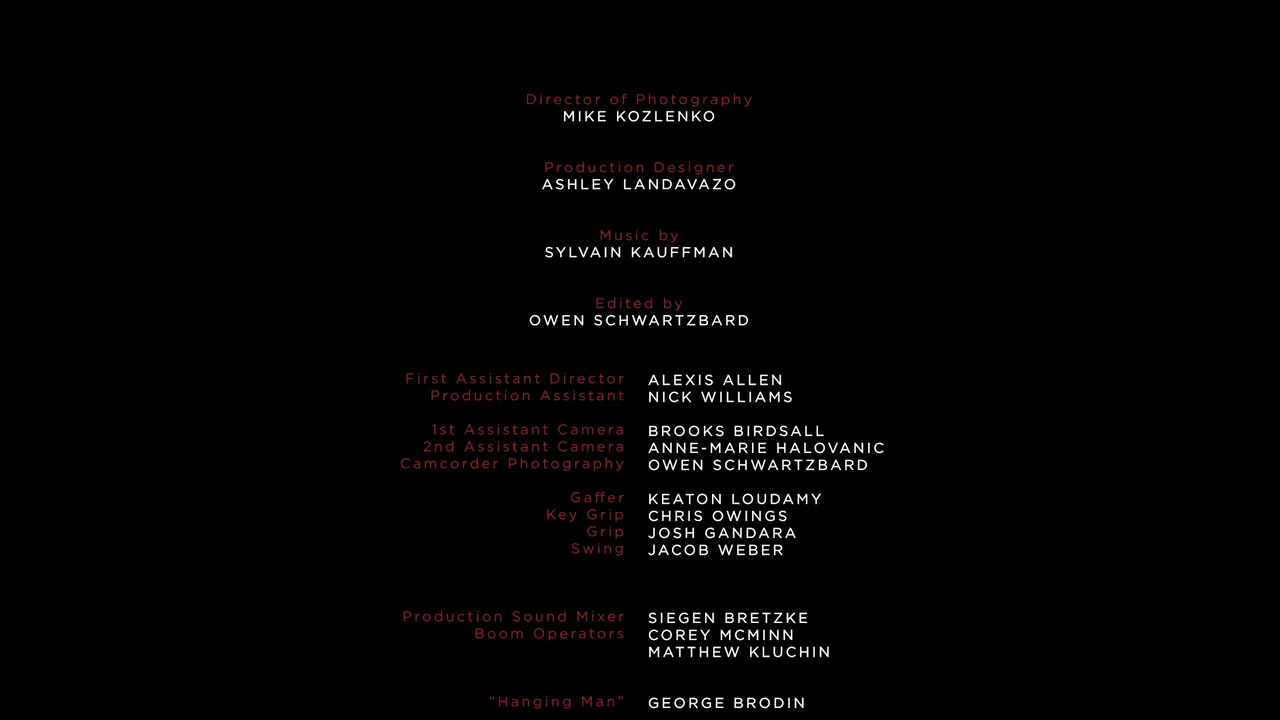 Director of Photography
MIKE KOZLENKO
Production Designer
ASHLEY LANDAVAZO
Music by
SYLVAIN KAUFFMAN
Edited by
OWEN SCHWARTZBARD
First Assistant Director ALEXIS ALLEN
Production Assistant NICK WILLIAMS
1st Assistant Camera BROOKS BIRDSALL
2nd Assistant Camera ANNE-MARIE HALOVANIC
Camcorder Photography OWEN SCHWARTZBARD
Gaffer KEATON LOUDAMY
Key Grip CHRIS OWINGS
Grip JOSH GANDARA
Swing JACOB WEBER
Production Sound Mixer SIEGEN BRETZKE
Boom Operators COREY MCMINN
MATTHEW KLUCHIN
"Hanging Man" GEORGE BRODIN